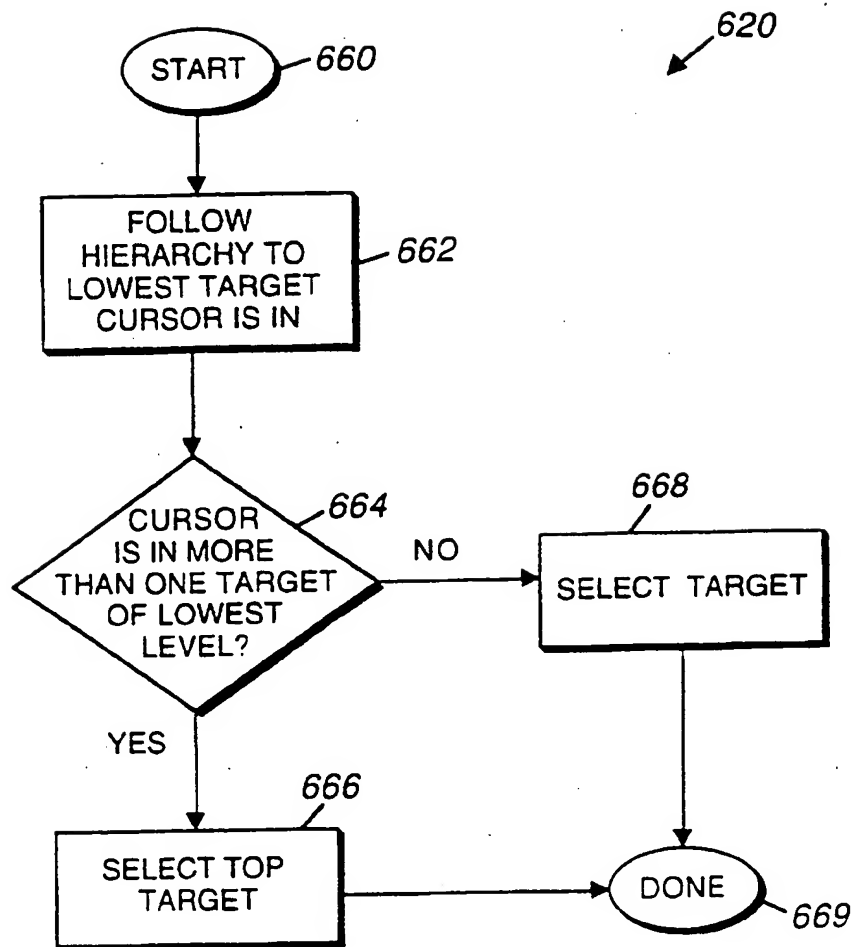 620
START
660
FOLLOW
HIERARCHY TO
LOWEST TARGET
CURSOR IS IN
662
CURSOR
IS IN MORE
THAN ONE TARGET
OF LOWEST
LEVEL?
664
NO
668
SELECT TARGET
YES
666
SELECT TOP
TARGET
DONE
669